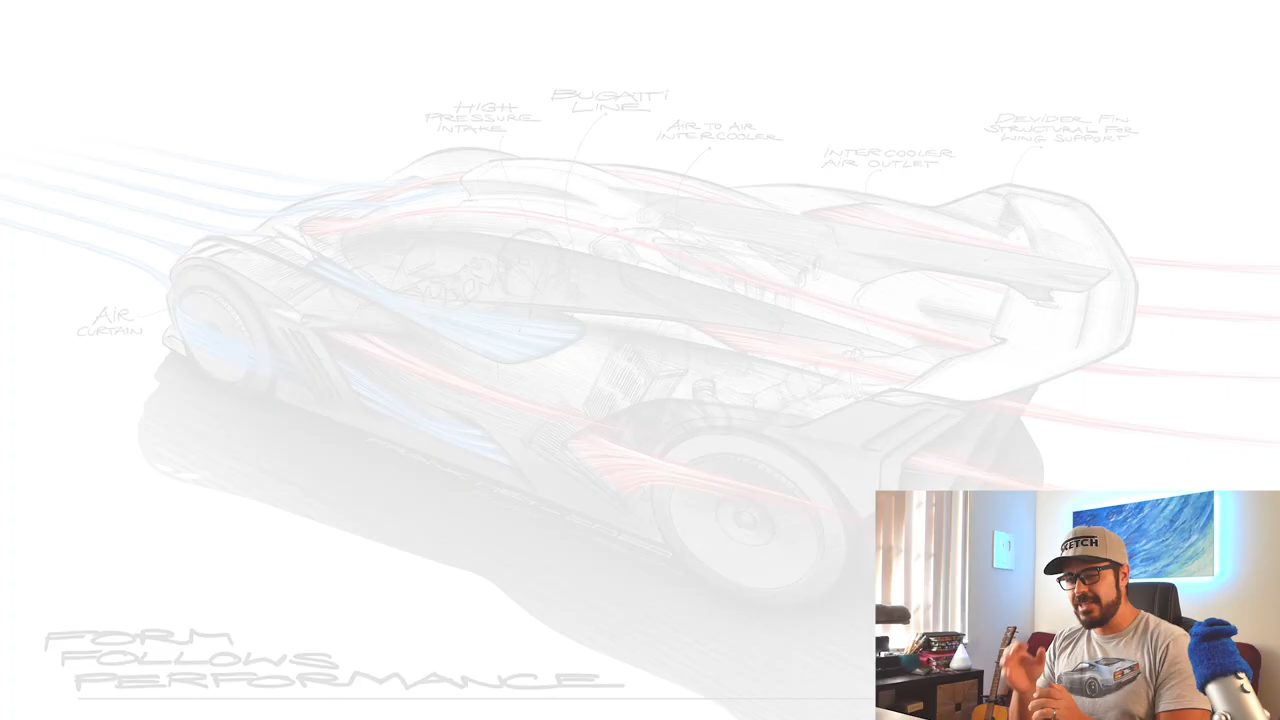 BUGATTI
LINE
HIGH
PRESSURE
INTAKE
AIR TO AIR
INTERCOOLER
INTERCOOLER
AIR OUTLET
DEVIDER FIN
STRUCTURAL FOR
WING SUPPORT
AIR
CURTAIN
FORM
FOLLOWS
PERFORMANCE